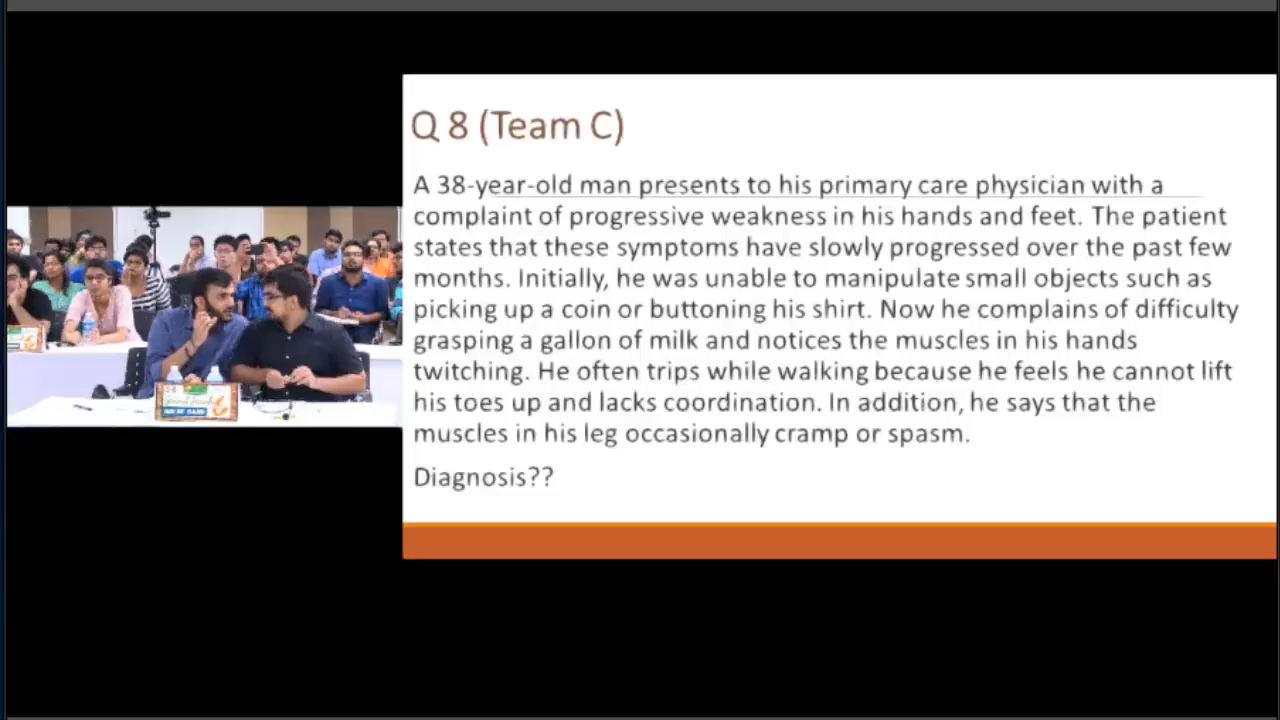 Q 8 (Team C)
A 38-year-old man presents to his primary care physician with a
complaint of progressive weakness in his hands and feet. The patient
states that these symptoms have slowly progressed over the past few
months. Initially, he was unable to manipulate small objects such as
picking up a coin or buttoning his shirt. Now he complains of difficulty
grasping a gallon of milk and notices the muscles in his hands
twitching. He often trips while walking because he feels he cannot lift
his toes up and lacks coordination. In addition, he says that the
muscles in his leg occasionally cramp or spasm.
Diagnosis??